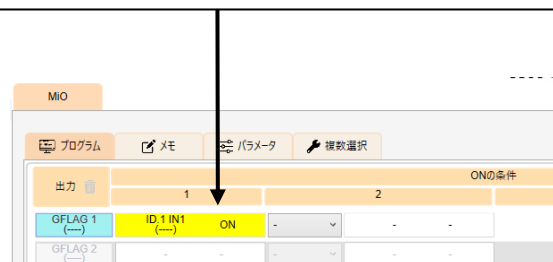 ----
MiO
プログラム メモ パラメータ 複数選択
出力 ONの条件
1 2
GFLAG 1 ID.1 IN1 ON - - -
(----) (----)
GFLAG 2 - - - - -
(----) (----)